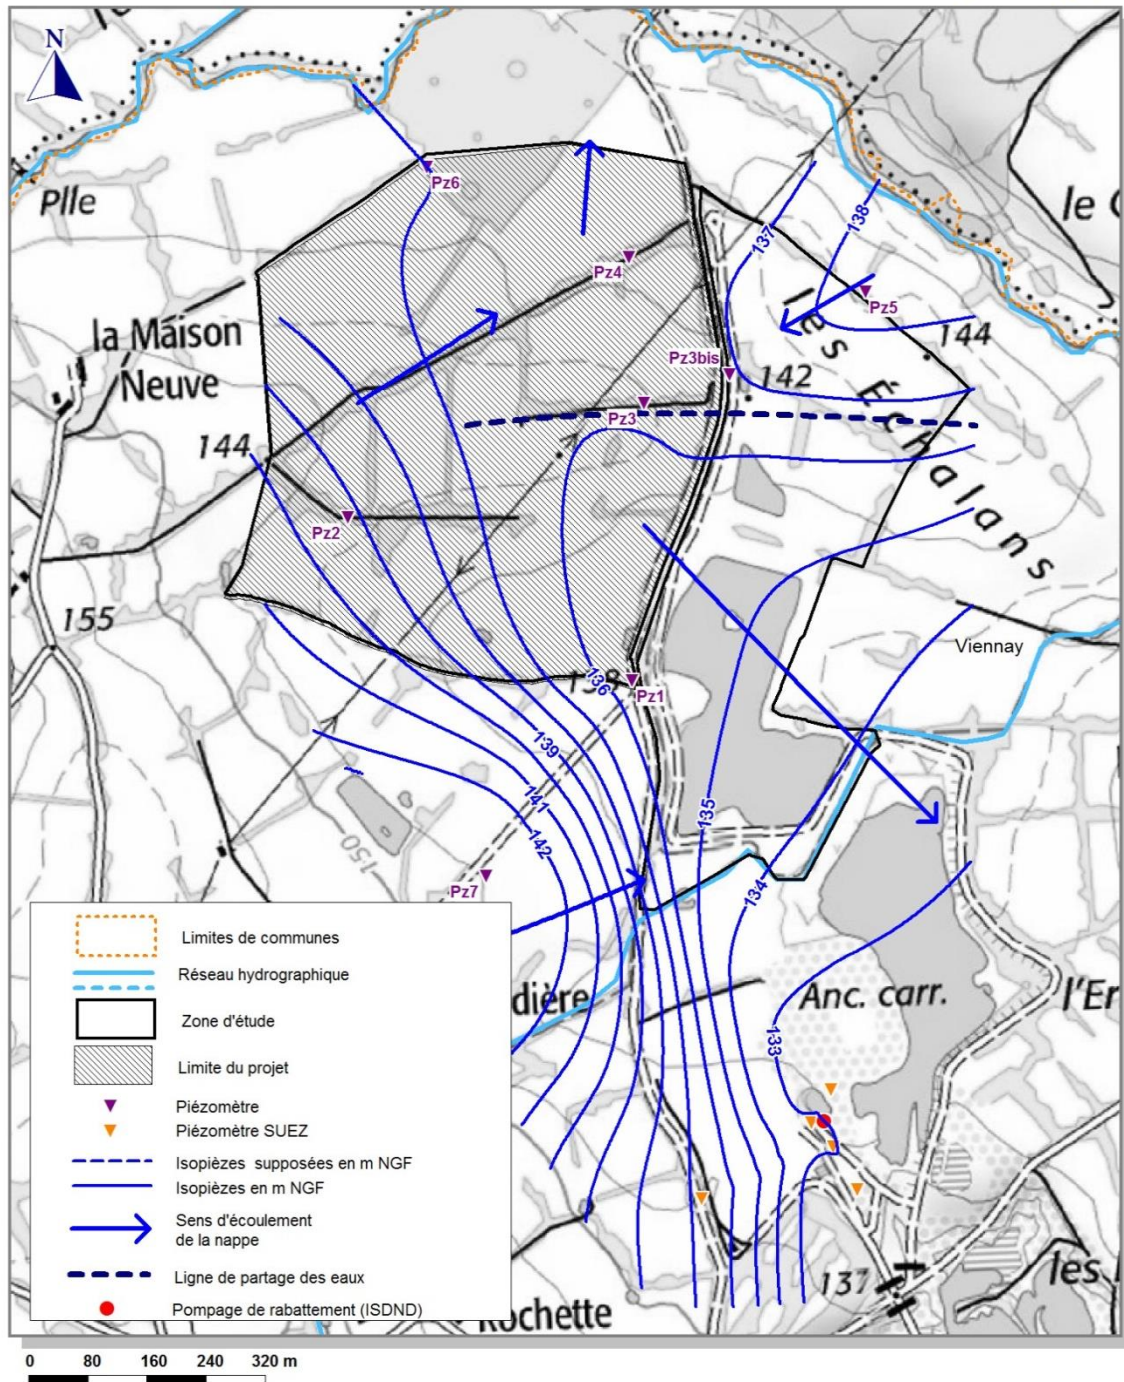 N
Plle
Pz6
138
le
137
Pz4
Pz5
la Maison
Neuve
les Échalans
144
Pz3bis
142
Pz3
144
Pz2
155
Viennay
136
138
Pz1
139
135
141
142
150
134
Pz7
dière
Anc. carr.
l'Er
133
Limites de communes
Réseau hydrographique
Zone d'étude
Limite du projet
Piézomètre
Piézomètre SUEZ
Isopièzes supposées en m NGF
Isopièzes en m NGF
Sens d'écoulement
de la nappe
Ligne de partage des eaux
Pompage de rabattement (ISDND)
137
les
Rochette
0 80 160 240 320 m